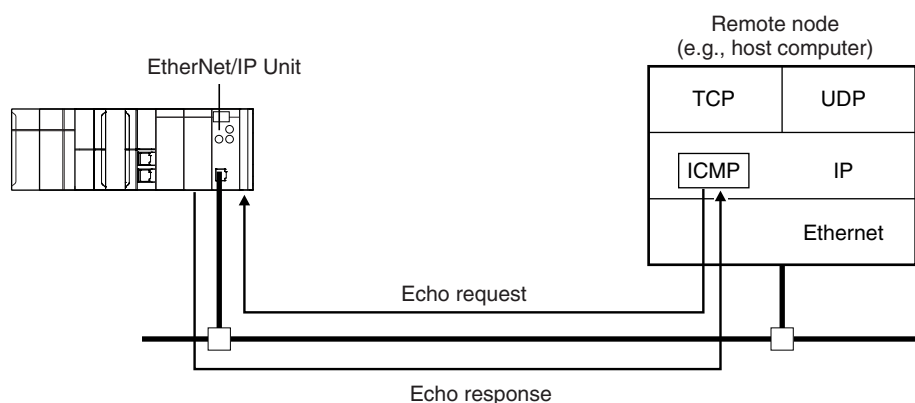 Remote node
(e.g., host computer)
EtherNet/IP Unit
TCP
UDP
ICMP
IP
Ethernet
Echo request
Echo response